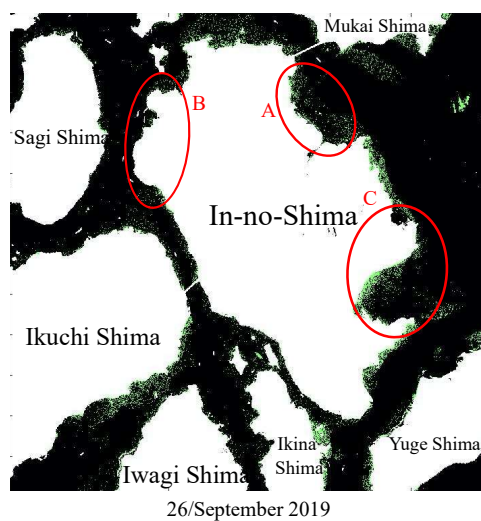 Mukai Shima
B
A
Sagi Shima
C
In-no-Shima
Ikuchi Shima
Ikina
Shima
Yuge Shima
Iwagi Shima
26/September 2019